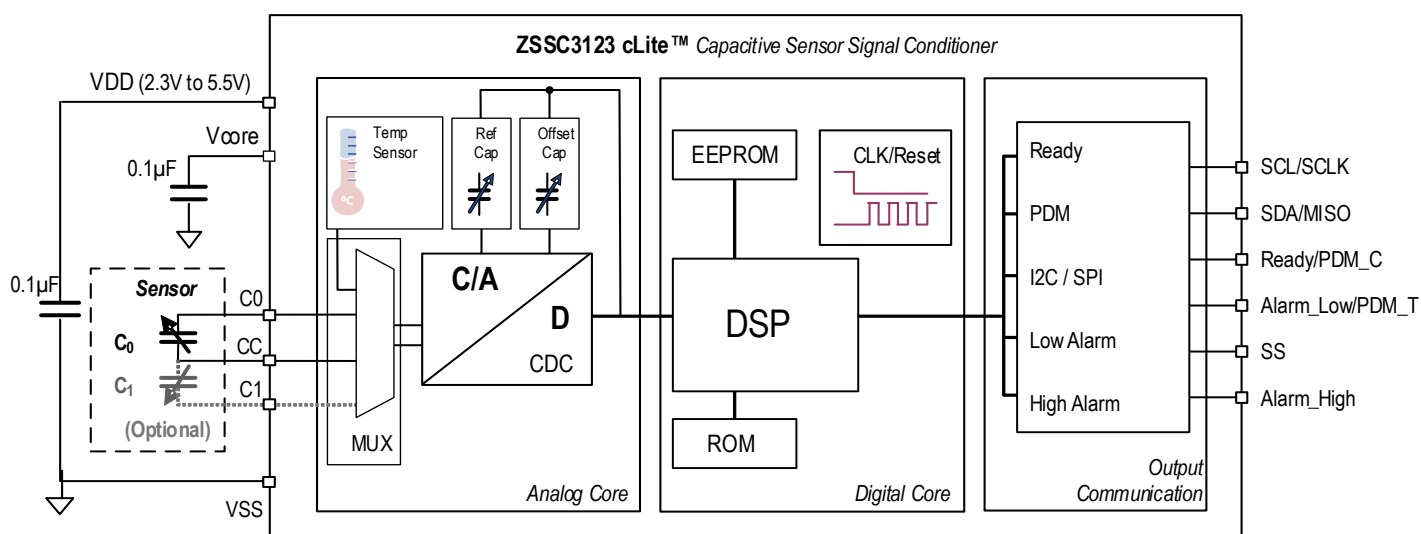 ZSSC3123 cLite™ Capacitive Sensor Signal Conditioner
VDD (2.3V to 5.5V)
Vcore
0.1µF
0.1µF
Sensor
C0
CC
C1
C0
C1
(Optional)
VSS
Temp
Sensor
ºC
Ref
Cap
Offset
Cap
MUX
C/A
D
CDC
Analog Core
EEPROM
CLK/Reset
DSP
ROM
Digital Core
Ready
PDM
I2C / SPI
Low Alarm
High Alarm
Output
Communication
SCL/SCLK
SDA/MISO
Ready/PDM_C
Alarm_Low/PDM_T
SS
Alarm_High